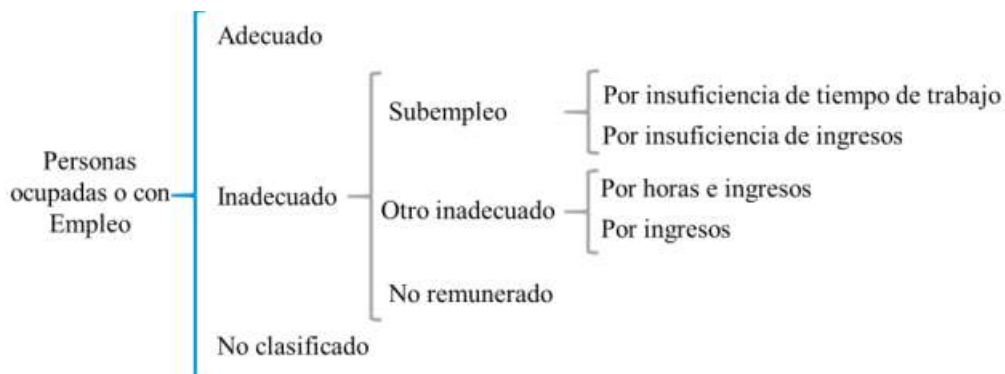 Personas
ocupadas o con
Empleo
Adecuado
Inadecuado
Subempleo
Por insuficiencia de tiempo de trabajo
Por insuficiencia de ingresos
Otro inadecuado
Por horas e ingresos
Por ingresos
No remunerado
No clasificado